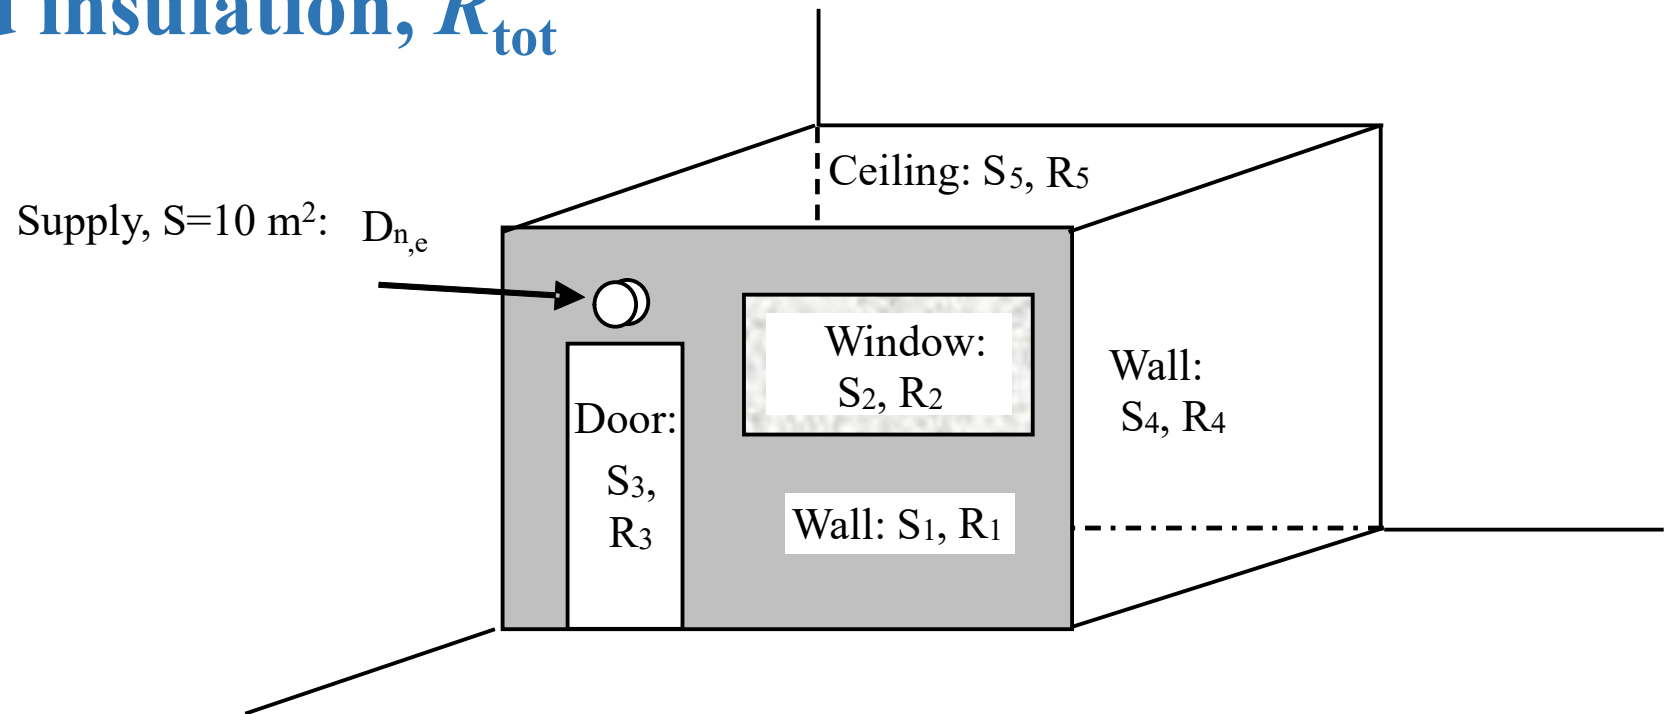 insulation, Rtot
Ceiling: S5, R5
Supply, S=10 m²: Dn,e
Window:
S2, R2
Wall:
S4, R4
Door:
S3,
R3
Wall: S1, R1